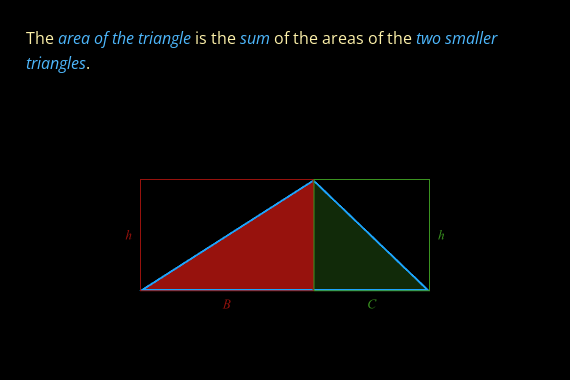 The area of the triangle is the sum of the areas of the two smaller
triangles.
h
h
B
C